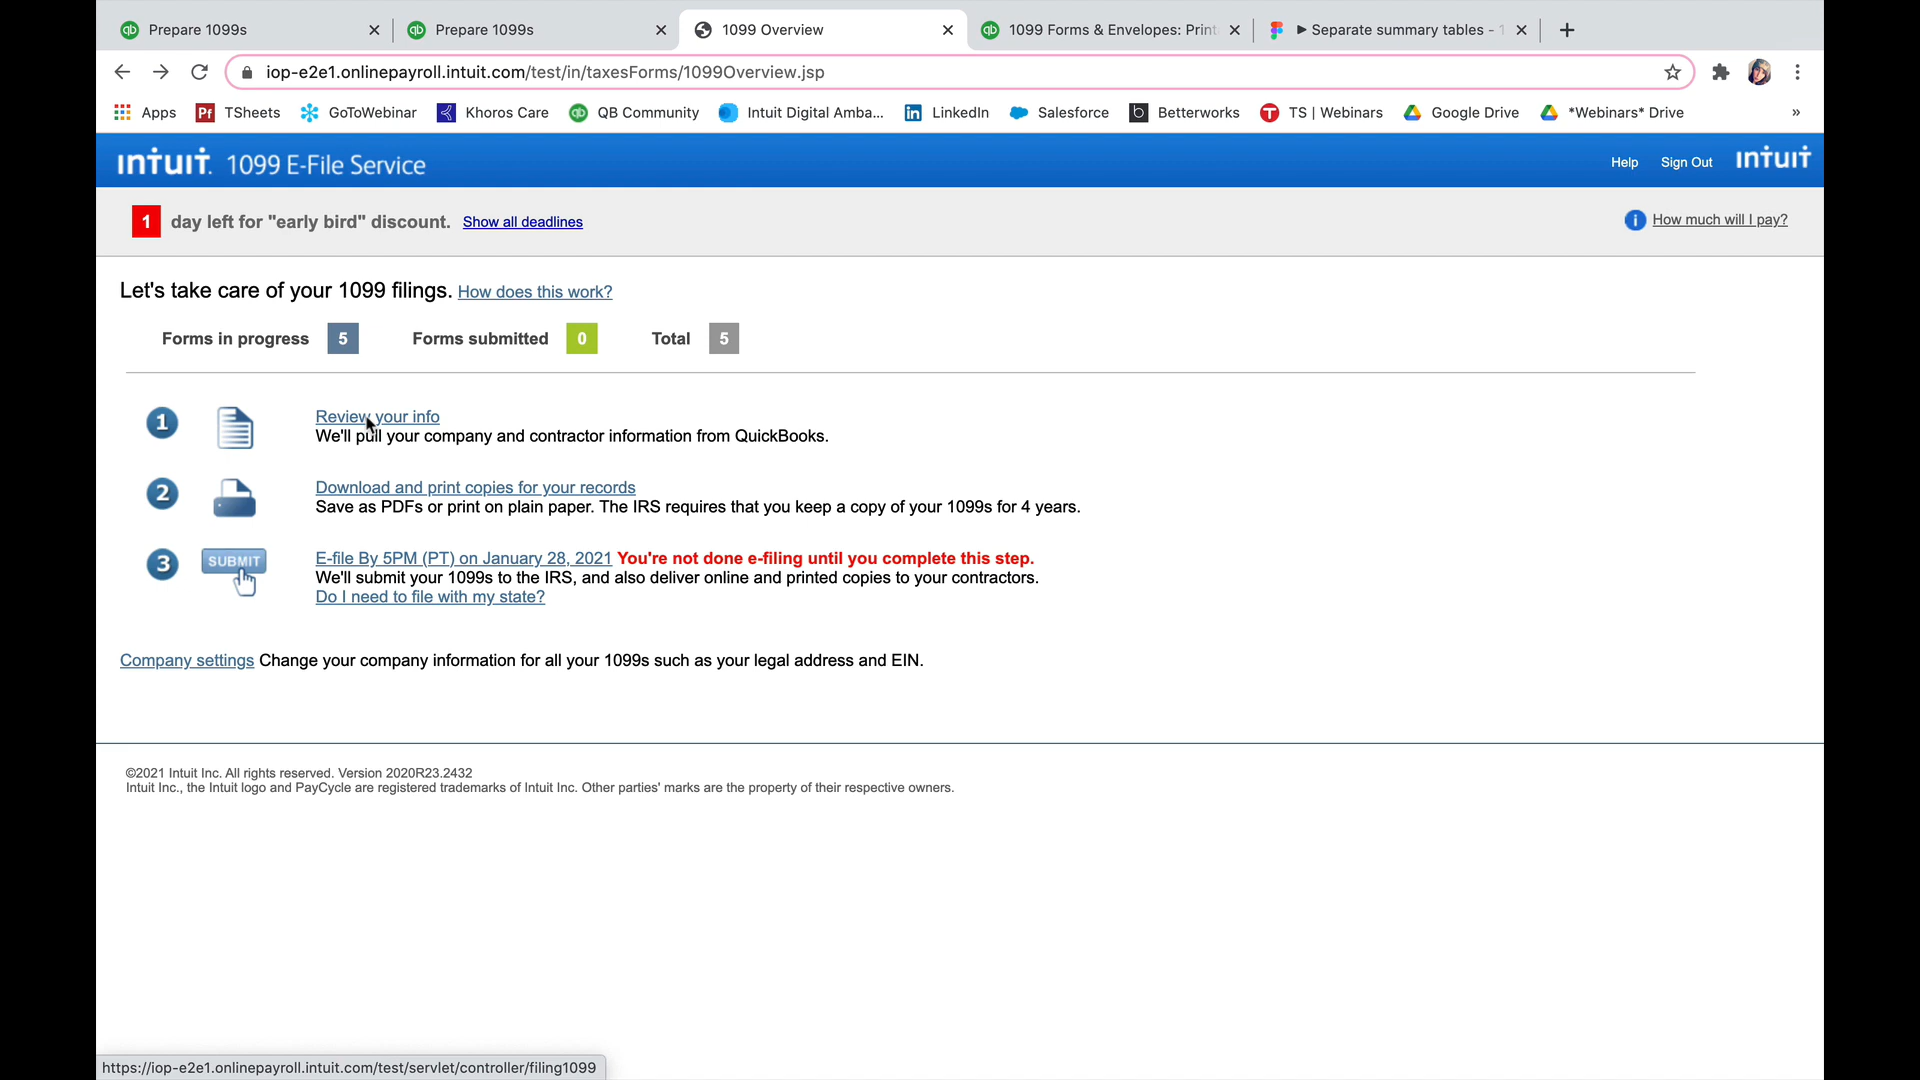 Prepare 1099s
Prepare 1099s
1099 Overview
1099 Forms & Envelopes: Print
► Separate summary tables - 1
iop-e2e1.onlinepayroll.intuit.com/test/in/taxesForms/1099Overview.jsp
Apps
Pf TSheets
GoToWebinar
Khoros Care
qb QB Community
Intuit Digital Amba...
in LinkedIn
Salesforce
b Betterworks
T TS | Webinars
Google Drive
*Webinars* Drive
»
intuit. 1099 E-File Service
Help
Sign Out
intuit
1 day left for "early bird" discount. Show all deadlines
i How much will I pay?
Let's take care of your 1099 filings. How does this work?
Forms in progress 5 Forms submitted 0 Total 5
1 Review your info
We'll pull your company and contractor information from QuickBooks.
2 Download and print copies for your records
Save as PDFs or print on plain paper. The IRS requires that you keep a copy of your 1099s for 4 years.
3 SUBMIT E-file By 5PM (PT) on January 28, 2021 You're not done e-filing until you complete this step.
We'll submit your 1099s to the IRS, and also deliver online and printed copies to your contractors.
Do I need to file with my state?
Company settings Change your company information for all your 1099s such as your legal address and EIN.
©2021 Intuit Inc. All rights reserved. Version 2020R23.2432
Intuit Inc., the Intuit logo and PayCycle are registered trademarks of Intuit Inc. Other parties' marks are the property of their respective owners.
https://iop-e2e1.onlinepayroll.intuit.com/test/servlet/controller/filing1099